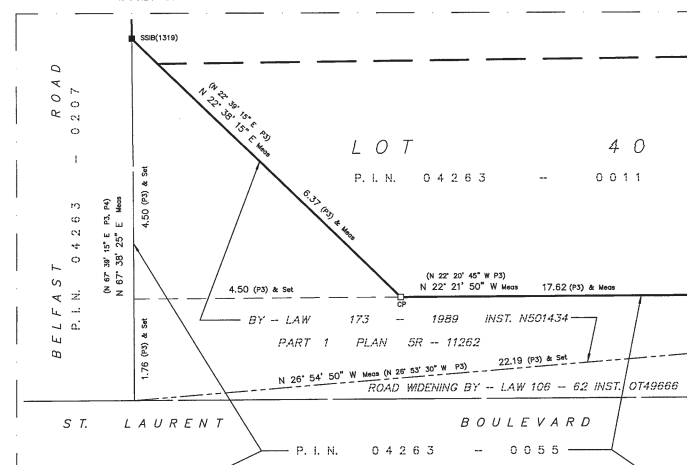 SSIB(1319)
BELFAST ROAD
P.I.N. 04263 - 0207
(N 67° 39' 15" E P3, P4)
N 67° 38' 25" E Meas
4.50 (P3) & Set
1.76 (P3) & Set
(N 22° 39' 15" E P3)
N 22° 38' 15" E Meas
6.37 (P3) & Meas
LOT 40
P.I.N. 04263 - 0011
4.50 (P3) & Set
CP
(N 22° 20' 45" W P3)
N 22° 21' 50" W Meas 17.62 (P3) & Meas
BY - LAW 173 - 1989 INST. N501434
PART 1 PLAN 5R - 11262
22.19 (P3) & Set
N 26° 54' 50" W Meas (N 26° 53' 30" W P3)
ROAD WIDENING BY - LAW 106 - 62 INST. OT49666
ST. LAURENT BOULEVARD
P.I.N. 04263 - 0055